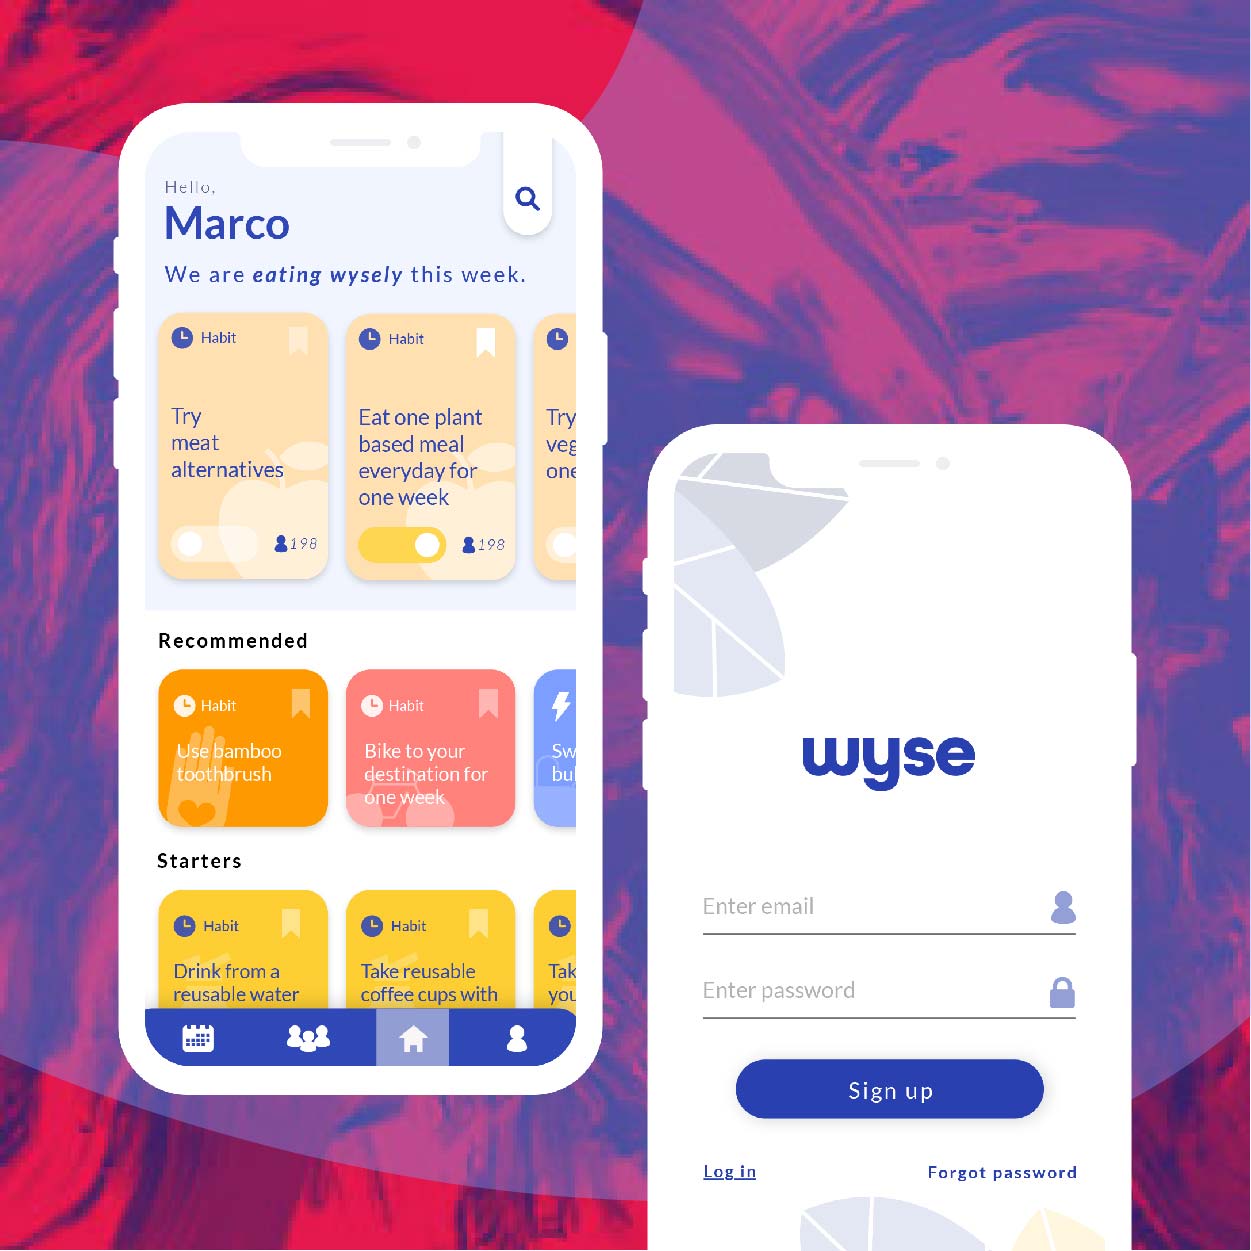 Hello,
Marco
We are eating wysely this week.
Habit
Try
meat
alternatives
198
Habit
Eat one plant
based meal
everyday for
one week
198
Try
veg
one
Recommended
Habit
Use bamboo
toothbrush
Habit
Bike to your
destination for
one week
Sw
bul
Starters
Habit
Drink from a
reusable water
Habit
Take reusable
coffee cups with
Tak
you
wyse
Enter email
Enter password
Sign up
Log in
Forgot password